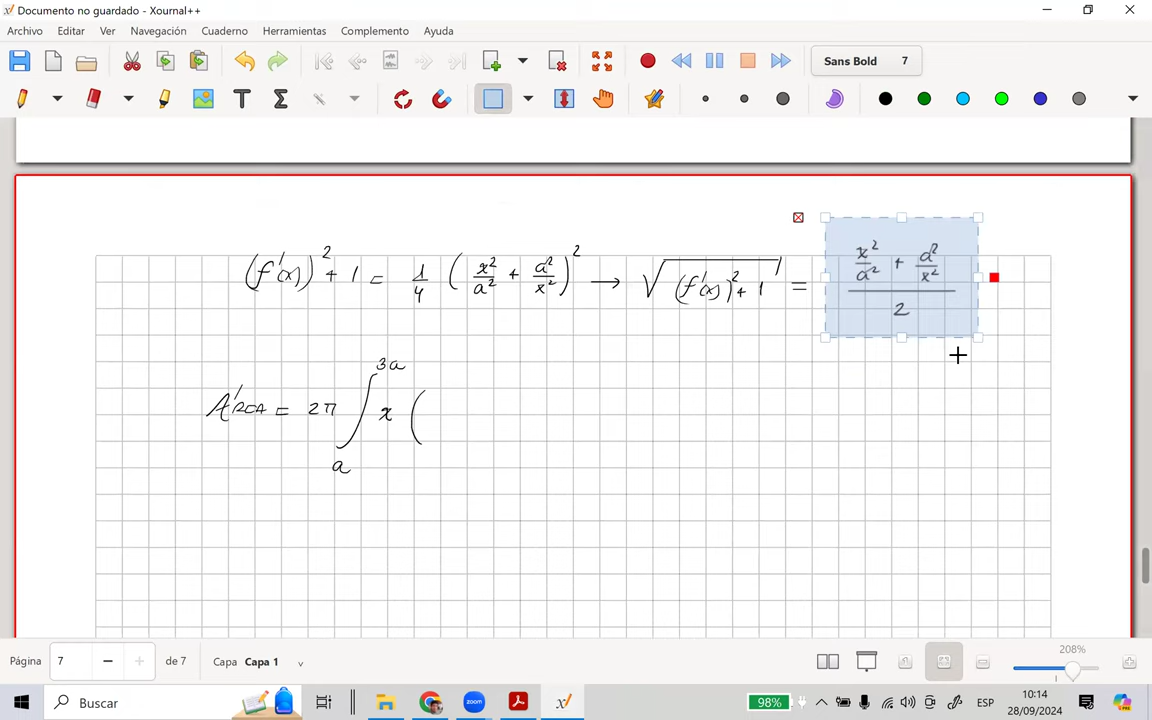 Documento no guardado - Xournal++
Archivo Editar Ver Navegación Cuaderno Herramientas Complemento Ayuda
Sans Bold 7
(f'(x))² + 1 = 1/4 (x²/a² + a²/x²)² → √((f'(x))² + 1) = (x²/a² + a²/x²)/2
ÁREA = 2π ∫ₐ³ᵃ x (
Página 7 de 7 Capa Capa 1 208%
Buscar 98% ESP 10:14
28/09/2024